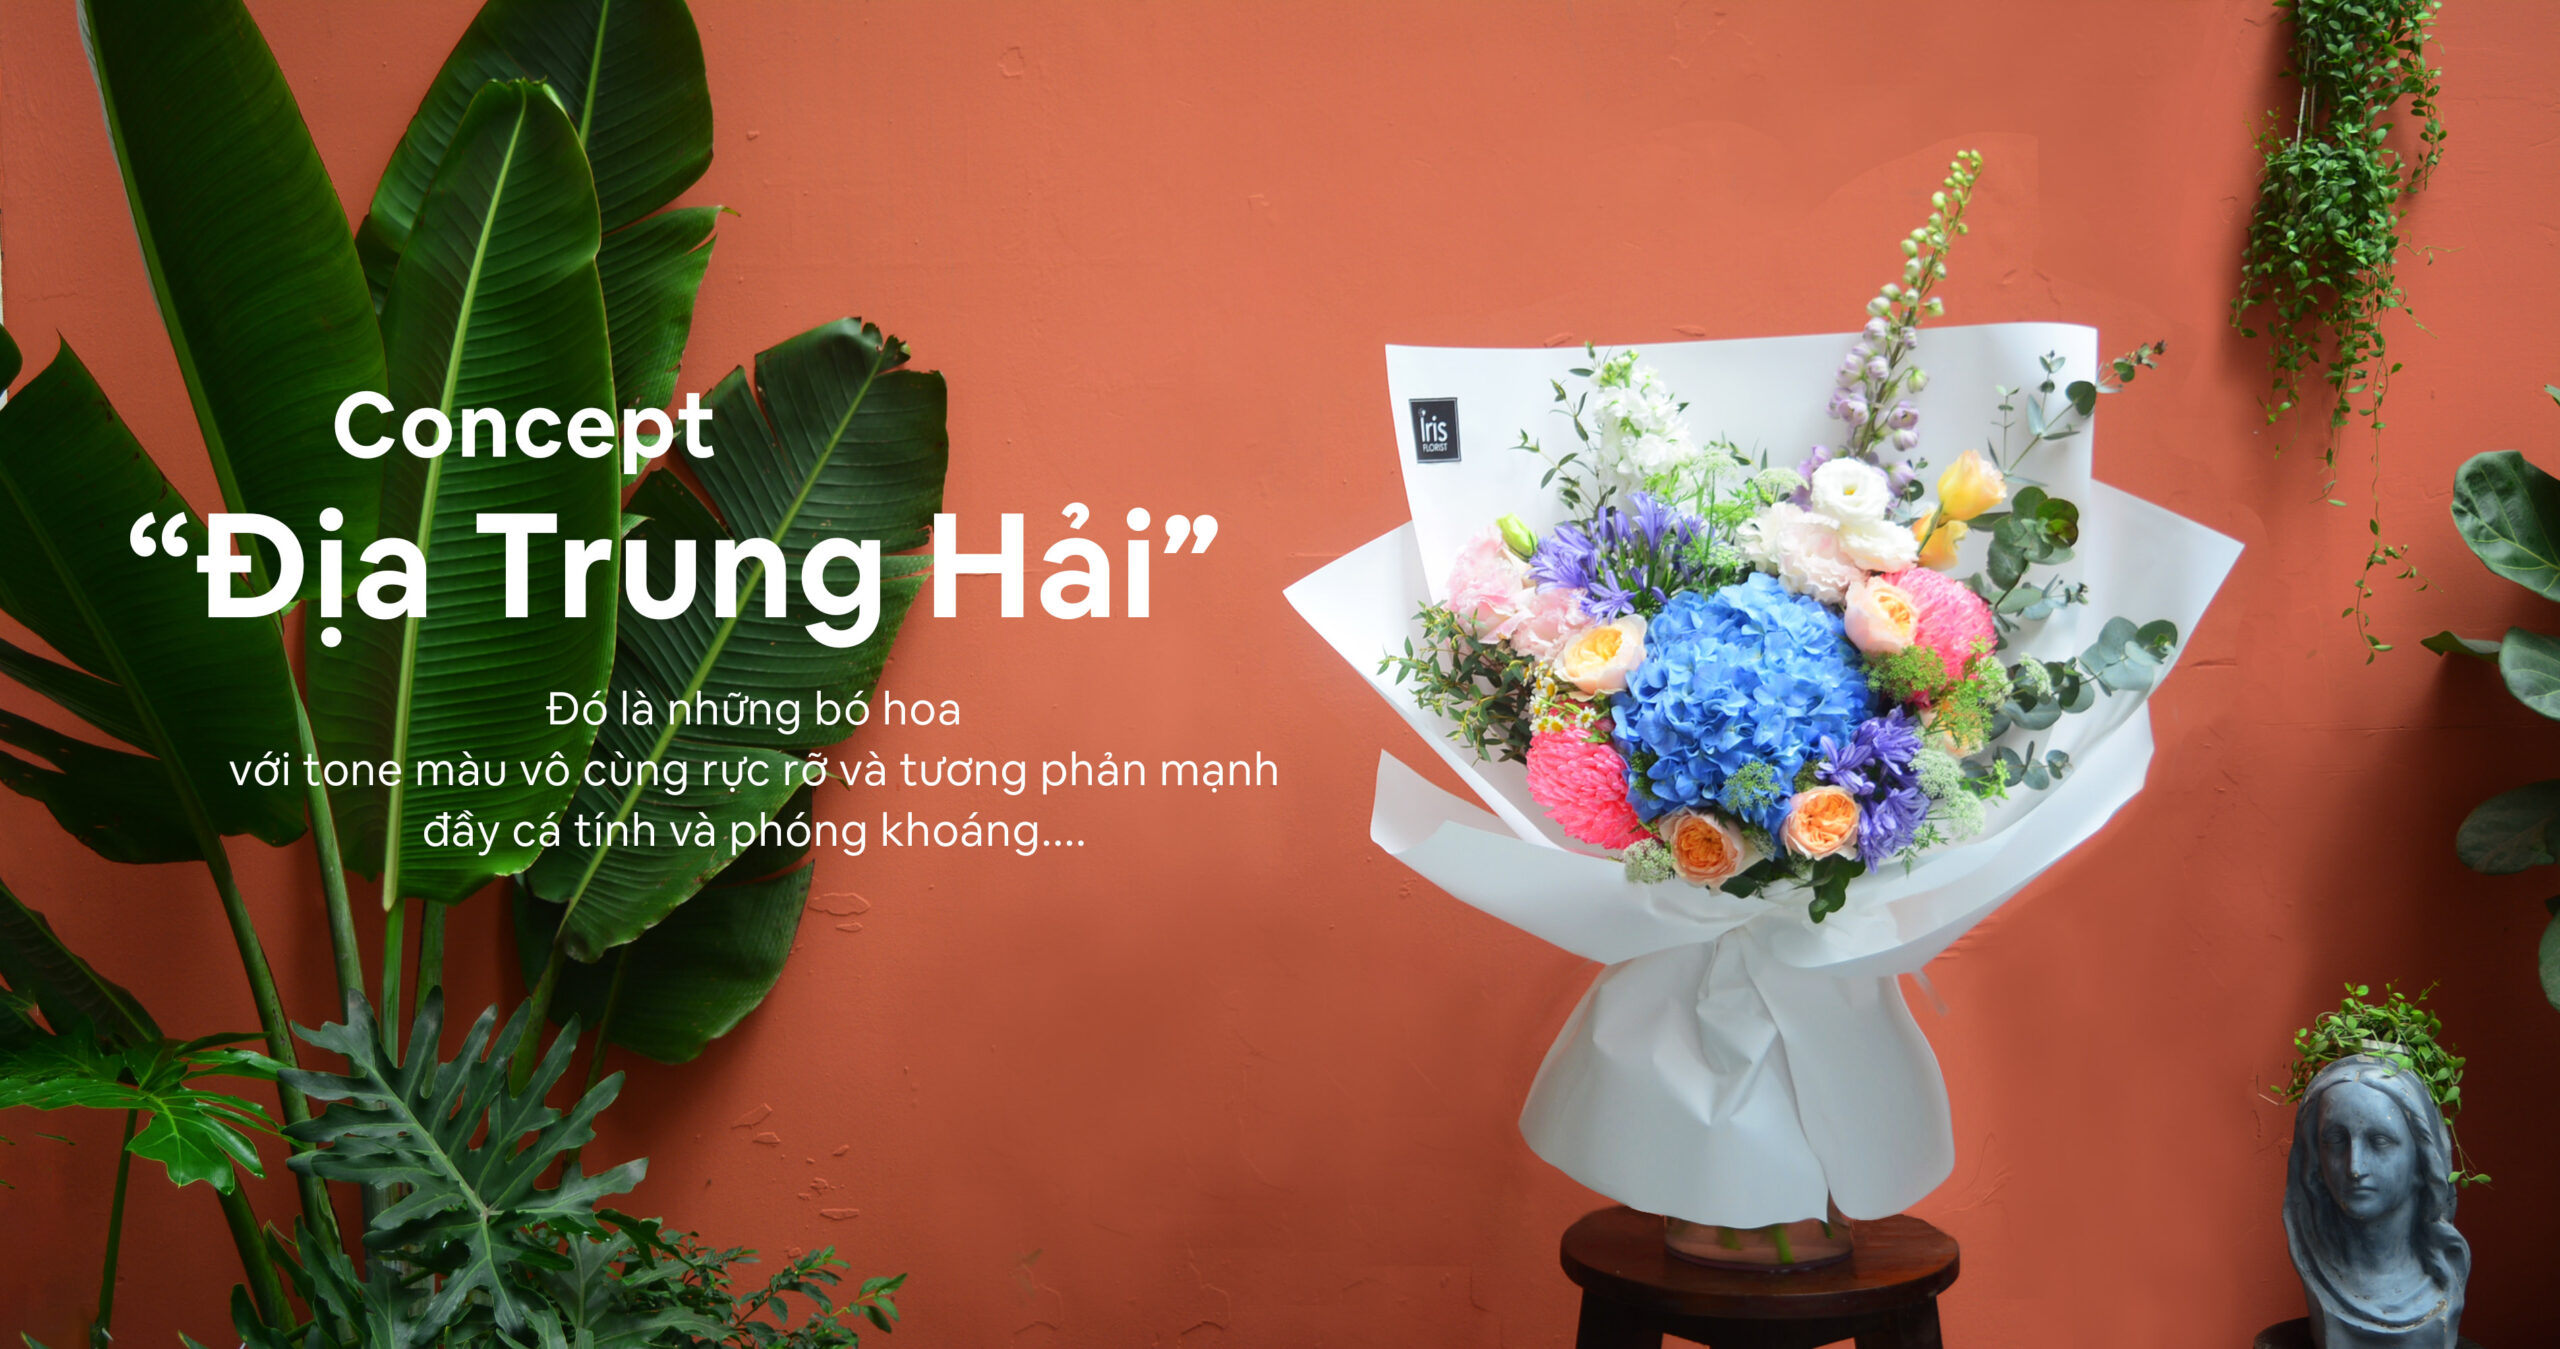 Concept
“Địa Trung Hải”
Đó là những bó hoa
với tone màu vô cùng rực rỡ và tương phản mạnh
đầy cá tính và phóng khoáng....
iris
FLORIST